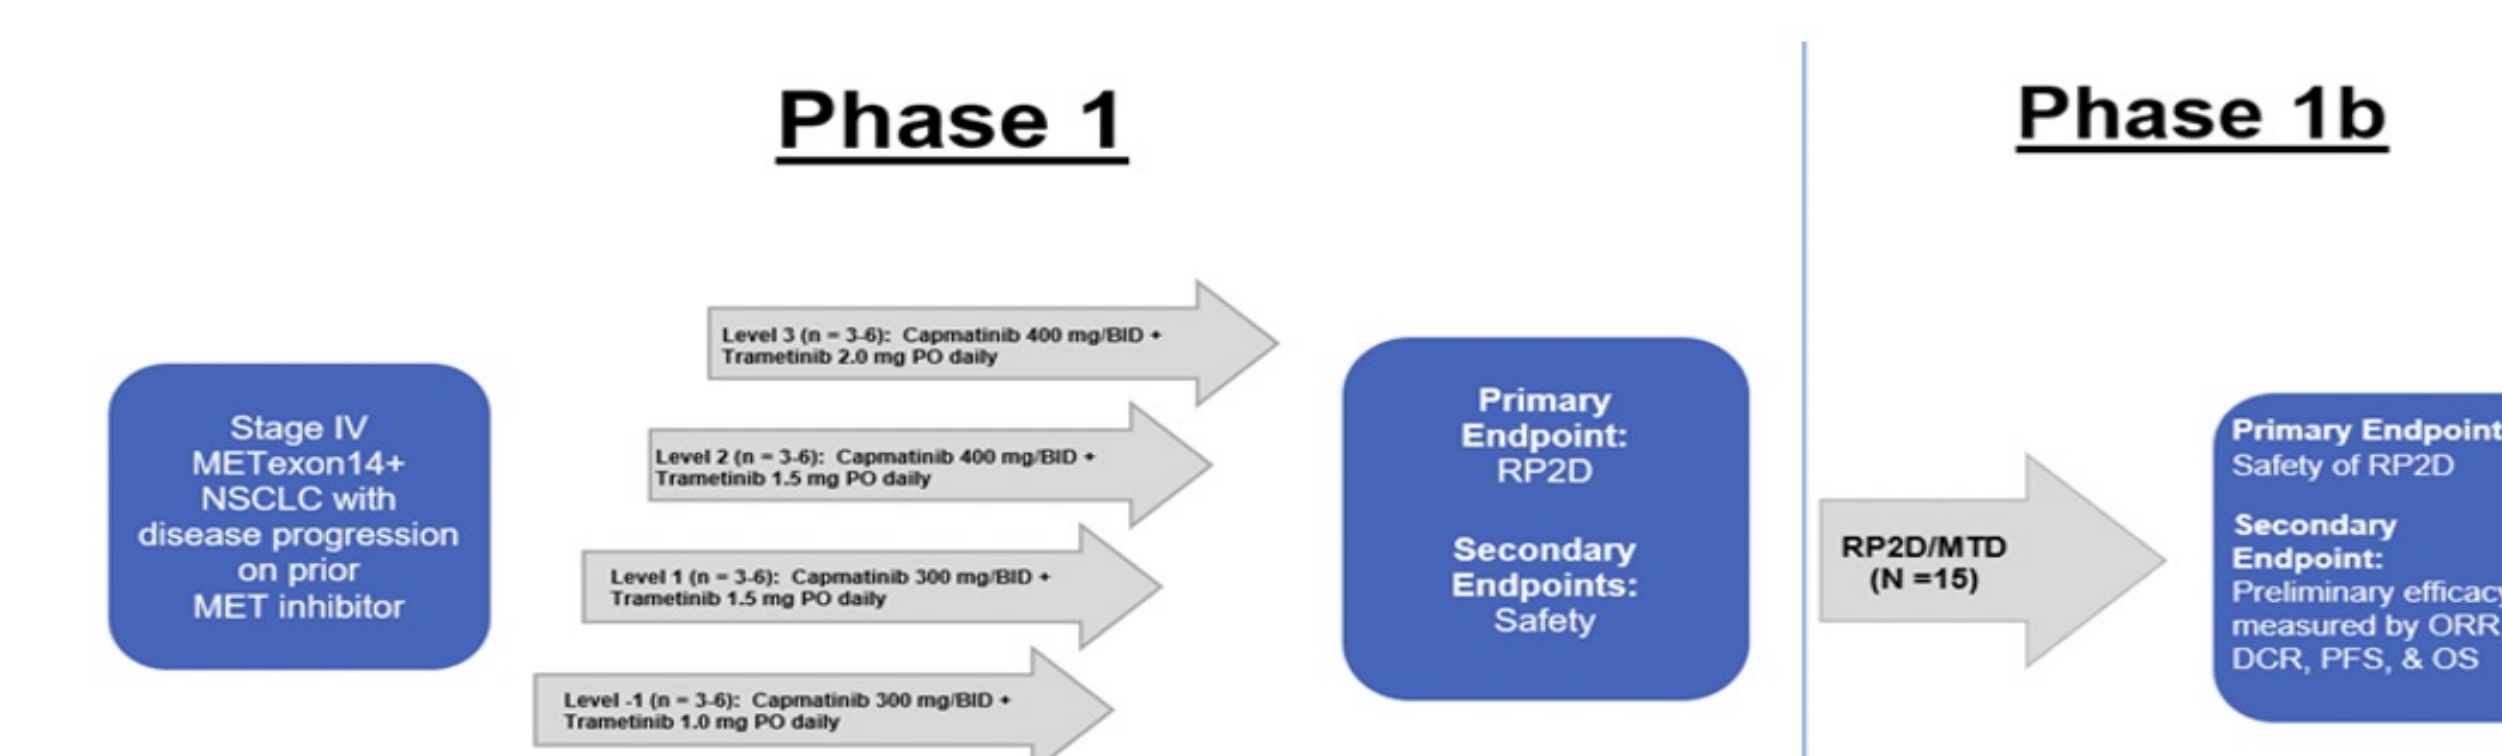 Phase 1
Phase 1b
Stage IV
METexon14+
NSCLC with
disease progression
on prior
MET inhibitor
Level 3 (n = 3-6):  Capmatinib 400 mg/BID +
Trametinib 2.0 mg PO daily
Level 2 (n = 3-6):  Capmatinib 400 mg/BID +
Trametinib 1.5 mg PO daily
Level 1 (n = 3-6):  Capmatinib 300 mg/BID +
Trametinib 1.5 mg PO daily
Level -1 (n = 3-6):  Capmatinib 300 mg/BID +
Trametinib 1.0 mg PO daily
Primary
Endpoint:
RP2D
Secondary
Endpoints:
Safety
RP2D/MTD
(N =15)
Primary Endpoint
Safety of RP2D
Secondary
Endpoint:
Preliminary efficacy
measured by ORR
DCR, PFS, & OS